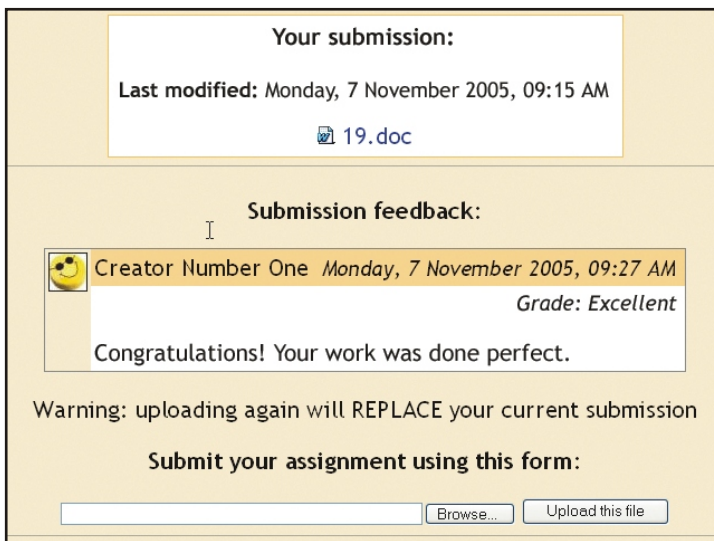 Your submission:
Last modified: Monday, 7 November 2005, 09:15 AM
19.doc
Submission feedback:
Creator Number One Monday, 7 November 2005, 09:27 AM
Grade: Excellent
Congratulations! Your work was done perfect.
Warning: uploading again will REPLACE your current submission
Submit your assignment using this form:
Browse... Upload this file